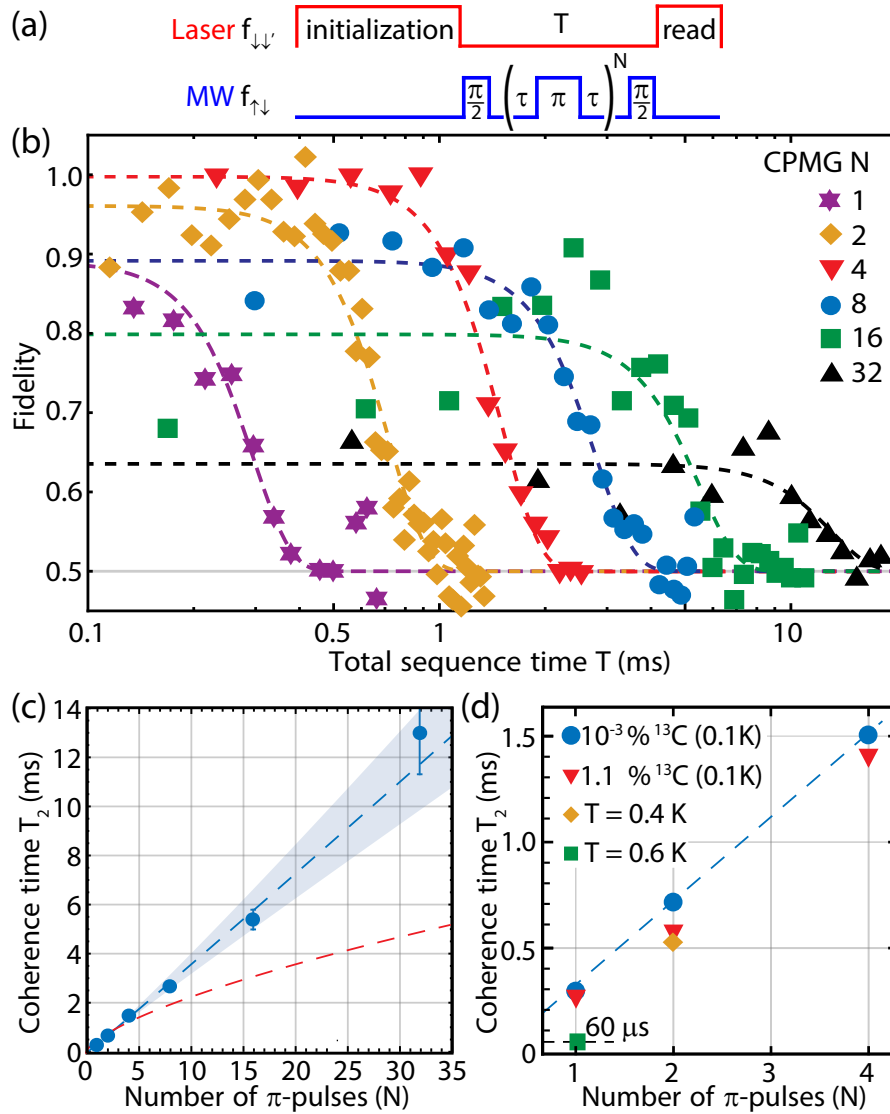 (a)
Laser f↓↓′ initialization T read
MW f↑↓ π/2 ( τ π τ )N π/2
(b)
Fidelity
1.0
0.9
0.8
0.7
0.6
0.5
CPMG N
1
2
4
8
16
32
0.1 0.5 1 5 10
Total sequence time T (ms)
(c)
Coherence time T2 (ms)
14
12
10
8
6
4
2
0
0 5 10 15 20 25 30 35
Number of π-pulses (N)
(d)
Coherence time T2 (ms)
1.5
1.0
0.5
0
10-3 % 13C (0.1K)
1.1 % 13C (0.1K)
T = 0.4 K
T = 0.6 K
60 μs
1 2 3 4
Number of π-pulses (N)